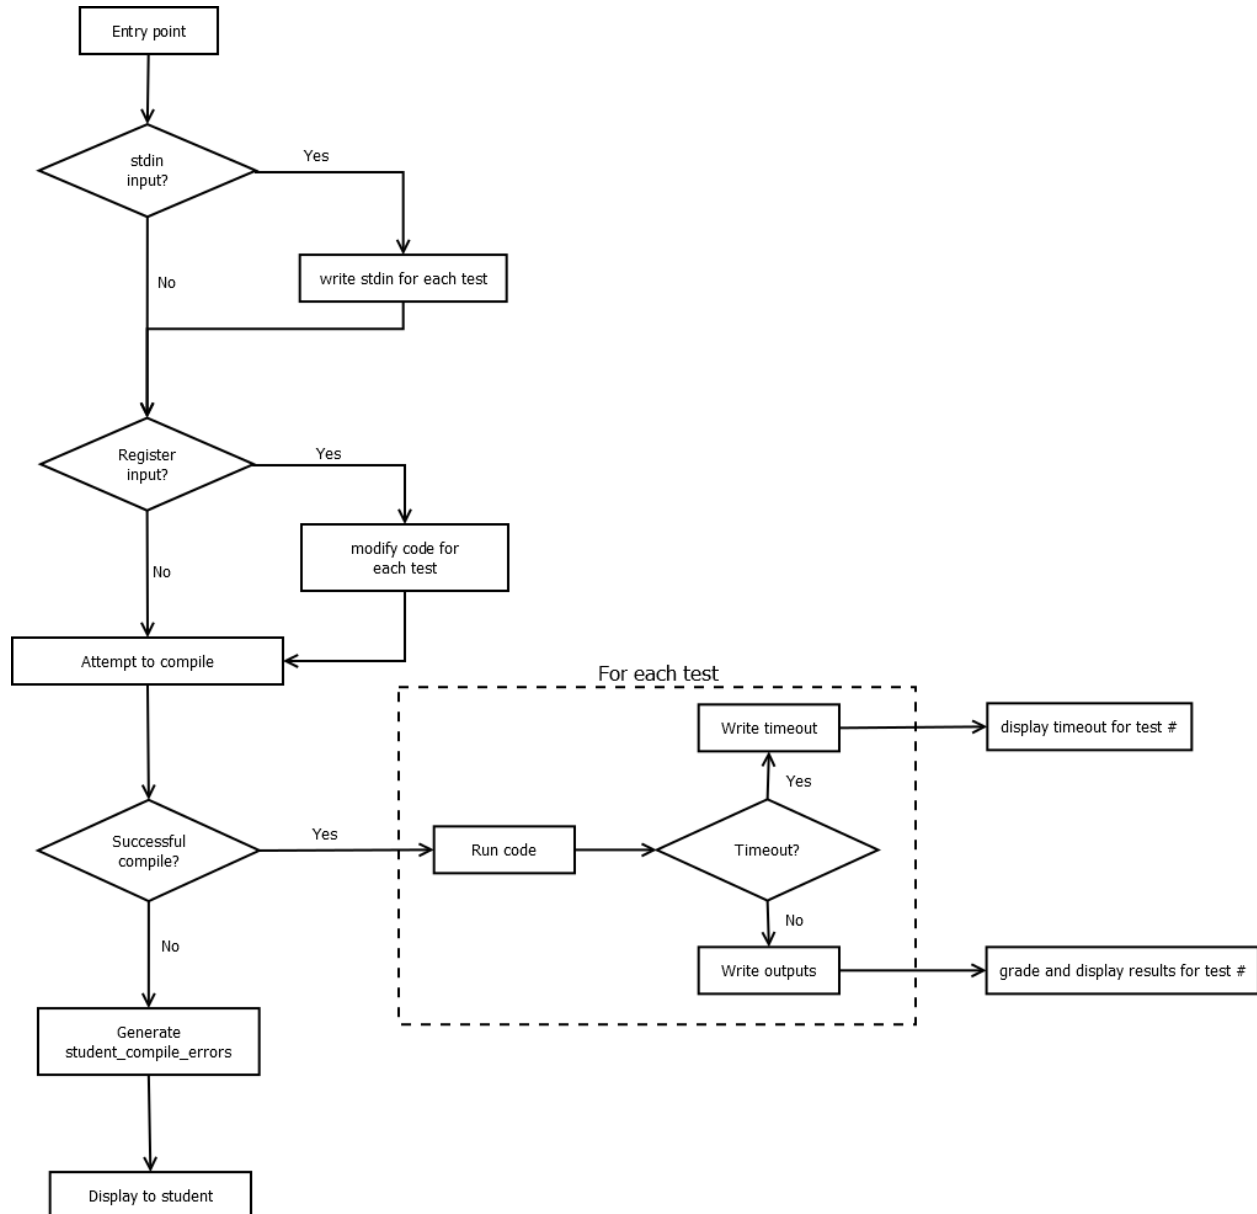 Entry point
stdin
input?
Yes
No
write stdin for each test
Register
input?
Yes
No
modify code for
each test
Attempt to compile
For each test
Write timeout
display timeout for test #
Yes
Successful
compile?
Yes
Run code
Timeout?
No
No
Write outputs
grade and display results for test #
Generate
student_compile_errors
Display to student